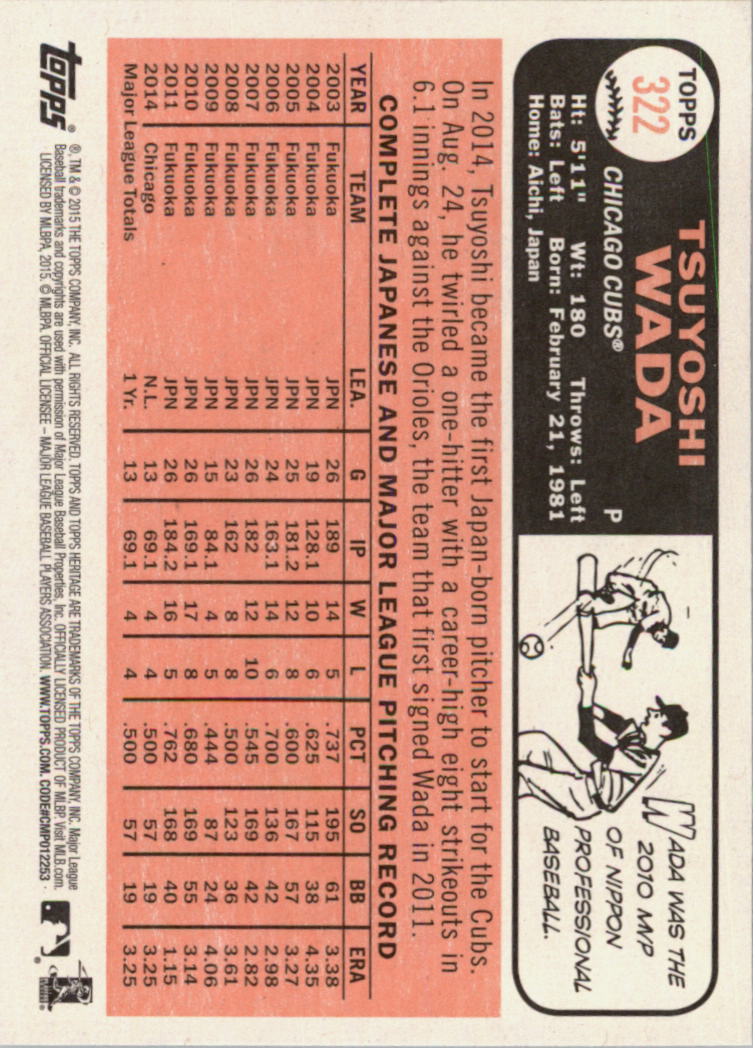 TOPPS
322
TSUYOSHI
WADA
CHICAGO CUBS® P
Ht: 5'11" Wt: 180 Throws: Left
Bats: Left Born: February 21, 1981
Home: Aichi, Japan
WADA WAS THE
2010 MVP
OF NIPPON
PROFESSIONAL
BASEBALL.
In 2014, Tsuyoshi became the first Japan-born pitcher to start for the Cubs.
On Aug. 24, he twirled a one-hitter with a career-high eight strikeouts in
6.1 innings against the Orioles, the team that first signed Wada in 2011.
COMPLETE JAPANESE AND MAJOR LEAGUE PITCHING RECORD
YEAR TEAM LEA. G IP W L PCT SO BB ERA
2003 Fukuoka JPN 26 189 14 5 .737 195 61 3.38
2004 Fukuoka JPN 19 128.1 10 6 .625 115 38 4.35
2005 Fukuoka JPN 25 181.2 12 8 .600 167 57 3.27
2006 Fukuoka JPN 24 163.1 14 6 .700 136 42 2.98
2007 Fukuoka JPN 26 182 12 10 .545 169 42 2.82
2008 Fukuoka JPN 23 162 8 8 .500 123 36 3.61
2009 Fukuoka JPN 15 84.1 4 5 .444 87 24 4.06
2010 Fukuoka JPN 26 169.1 17 8 .680 169 55 3.14
2011 Fukuoka JPN 26 184.2 16 5 .762 168 40 1.15
2014 Chicago N.L. 13 69.1 4 4 .500 57 19 3.25
Major League Totals 1 Yr. 13 69.1 4 4 .500 57 19 3.25
topps®
®, TM & © 2015 THE TOPPS COMPANY, INC. ALL RIGHTS RESERVED. TOPPS AND TOPPS HERITAGE ARE TRADEMARKS OF THE TOPPS COMPANY, INC. Major League
Baseball trademarks and copyrights are used with permission of Major League Baseball Properties, Inc. OFFICIALLY LICENSED PRODUCT OF MLBP. Visit MLB.com.
LICENSED BY MLBPA, 2015. © MLBPA. OFFICIAL LICENSEE – MAJOR LEAGUE BASEBALL PLAYERS ASSOCIATION. WWW.TOPPS.COM. CODE#CMP012253